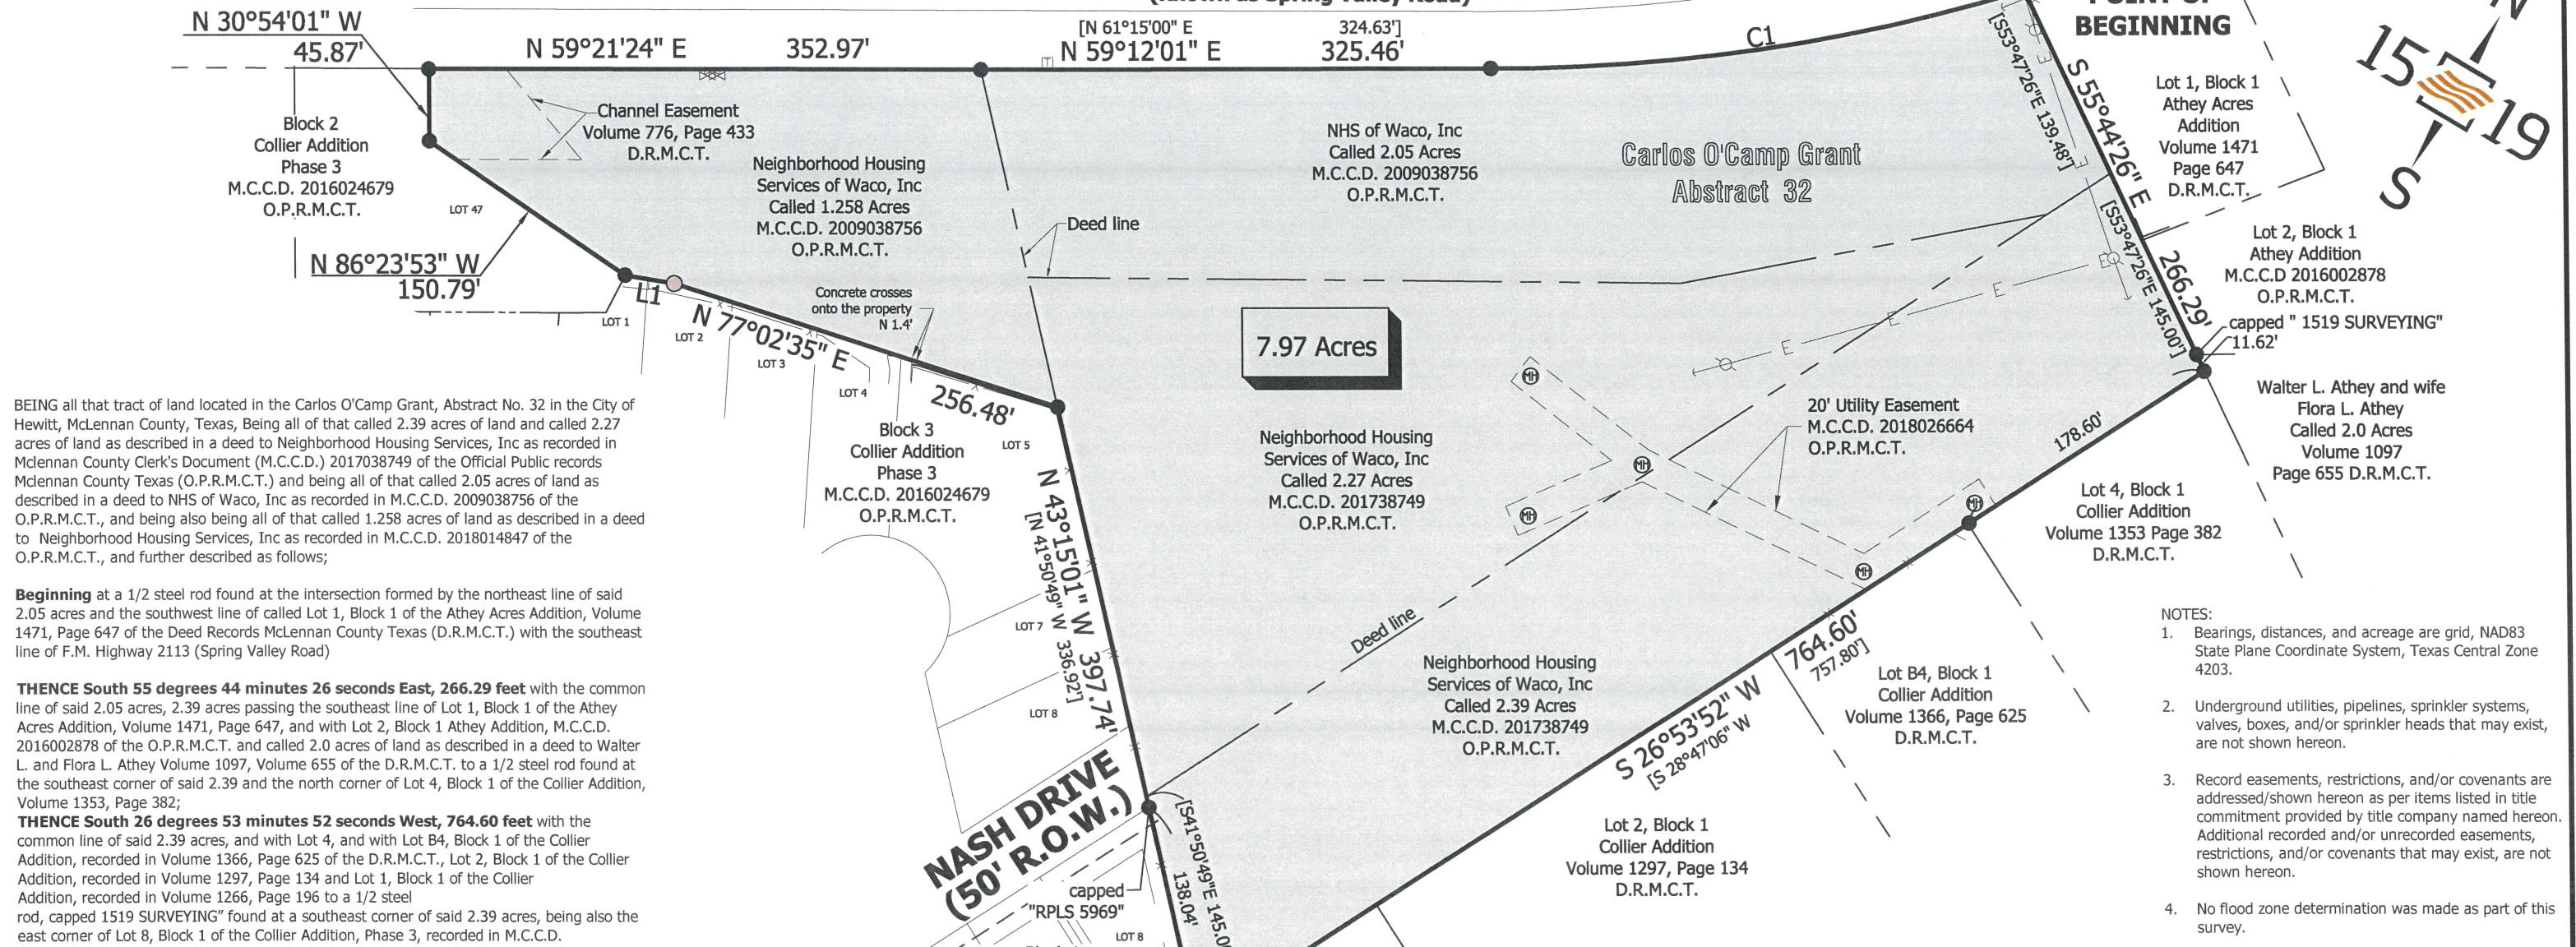 (Known as Spring Valley Road)
N 30°54'01" W
45.87'
N 59°21'24" E 352.97'
[N 61°15'00" E 324.63']
N 59°12'01" E 325.46'
C1
BEGINNING
N
15
19
S
[S53°47'26"E 139.48']
S 55°44'26" E
266.29'
[S53°47'26"E 145.00']
Lot 1, Block 1
Athey Acres
Addition
Volume 1471
Page 647
D.R.M.C.T.
Lot 2, Block 1
Athey Addition
M.C.C.D 2016002878
O.P.R.M.C.T.
capped " 1519 SURVEYING"
11.62'
Walter L. Athey and wife
Flora L. Athey
Called 2.0 Acres
Volume 1097
Page 655 D.R.M.C.T.
Block 2
Collier Addition
Phase 3
M.C.C.D. 2016024679
O.P.R.M.C.T.
LOT 47
Channel Easement
Volume 776, Page 433
D.R.M.C.T.
Neighborhood Housing
Services of Waco, Inc
Called 1.258 Acres
M.C.C.D. 2009038756
O.P.R.M.C.T.
NHS of Waco, Inc
Called 2.05 Acres
M.C.C.D. 2009038756
O.P.R.M.C.T.
Carlos O'Camp Grant
Abstract 32
Deed line
N 86°23'53" W
150.79'
L1
LOT 1
LOT 2
LOT 3
LOT 4
LOT 5
N 77°02'35" E
256.48'
Concrete crosses
onto the property
N 1.4'
7.97 Acres
E
E
E
E
E
MH
MH
MH
MH
MH
20' Utility Easement
M.C.C.D. 2018026664
O.P.R.M.C.T.
178.60'
Block 3
Collier Addition
Phase 3
M.C.C.D. 2016024679
O.P.R.M.C.T.
Neighborhood Housing
Services of Waco, Inc
Called 2.27 Acres
M.C.C.D. 201738749
O.P.R.M.C.T.
N 43°15'01" W 397.74'
[N 41°50'49" W 336.92']
LOT 7
LOT 8
Lot 4, Block 1
Collier Addition
Volume 1353 Page 382
D.R.M.C.T.
Deed line
Neighborhood Housing
Services of Waco, Inc
Called 2.39 Acres
M.C.C.D. 201738749
O.P.R.M.C.T.
764.60'
757.80']
S 26°53'52" W
[S 28°47'06" W
Lot B4, Block 1
Collier Addition
Volume 1366, Page 625
D.R.M.C.T.
Lot 2, Block 1
Collier Addition
Volume 1297, Page 134
D.R.M.C.T.
NASH DRIVE
(50' R.O.W.)
capped
"RPLS 5969"
[S41°50'49"E 145.0
138.04'
LOT 8
BEING all that tract of land located in the Carlos O'Camp Grant, Abstract No. 32 in the City of
Hewitt, McLennan County, Texas, Being all of that called 2.39 acres of land and called 2.27
acres of land as described in a deed to Neighborhood Housing Services, Inc as recorded in
Mclennan County Clerk's Document (M.C.C.D.) 2017038749 of the Official Public records
Mclennan County Texas (O.P.R.M.C.T.) and being all of that called 2.05 acres of land as
described in a deed to NHS of Waco, Inc as recorded in M.C.C.D. 2009038756 of the
O.P.R.M.C.T., and being also being all of that called 1.258 acres of land as described in a deed
to Neighborhood Housing Services, Inc as recorded in M.C.C.D. 2018014847 of the
O.P.R.M.C.T., and further described as follows;
Beginning at a 1/2 steel rod found at the intersection formed by the northeast line of said
2.05 acres and the southwest line of called Lot 1, Block 1 of the Athey Acres Addition, Volume
1471, Page 647 of the Deed Records McLennan County Texas (D.R.M.C.T.) with the southeast
line of F.M. Highway 2113 (Spring Valley Road)
THENCE South 55 degrees 44 minutes 26 seconds East, 266.29 feet with the common
line of said 2.05 acres, 2.39 acres passing the southeast line of Lot 1, Block 1 of the Athey
Acres Addition, Volume 1471, Page 647, and with Lot 2, Block 1 Athey Addition, M.C.C.D.
2016002878 of the O.P.R.M.C.T. and called 2.0 acres of land as described in a deed to Walter
L. and Flora L. Athey Volume 1097, Volume 655 of the D.R.M.C.T. to a 1/2 steel rod found at
the southeast corner of said 2.39 and the north corner of Lot 4, Block 1 of the Collier Addition,
Volume 1353, Page 382;
THENCE South 26 degrees 53 minutes 52 seconds West, 764.60 feet with the
common line of said 2.39 acres, and with Lot 4, and with Lot B4, Block 1 of the Collier
Addition, recorded in Volume 1366, Page 625 of the D.R.M.C.T., Lot 2, Block 1 of the Collier
Addition, recorded in Volume 1297, Page 134 and Lot 1, Block 1 of the Collier
Addition, recorded in Volume 1266, Page 196 to a 1/2 steel
rod, capped 1519 SURVEYING" found at a southeast corner of said 2.39 acres, being also the
east corner of Lot 8, Block 1 of the Collier Addition, Phase 3, recorded in M.C.C.D.
NOTES:
1. Bearings, distances, and acreage are grid, NAD83
State Plane Coordinate System, Texas Central Zone
4203.
2. Underground utilities, pipelines, sprinkler systems,
valves, boxes, and/or sprinkler heads that may exist,
are not shown hereon.
3. Record easements, restrictions, and/or covenants are
addressed/shown hereon as per items listed in title
commitment provided by title company named hereon.
Additional recorded and/or unrecorded easements,
restrictions, and/or covenants that may exist, are not
shown hereon.
4. No flood zone determination was made as part of this
survey.